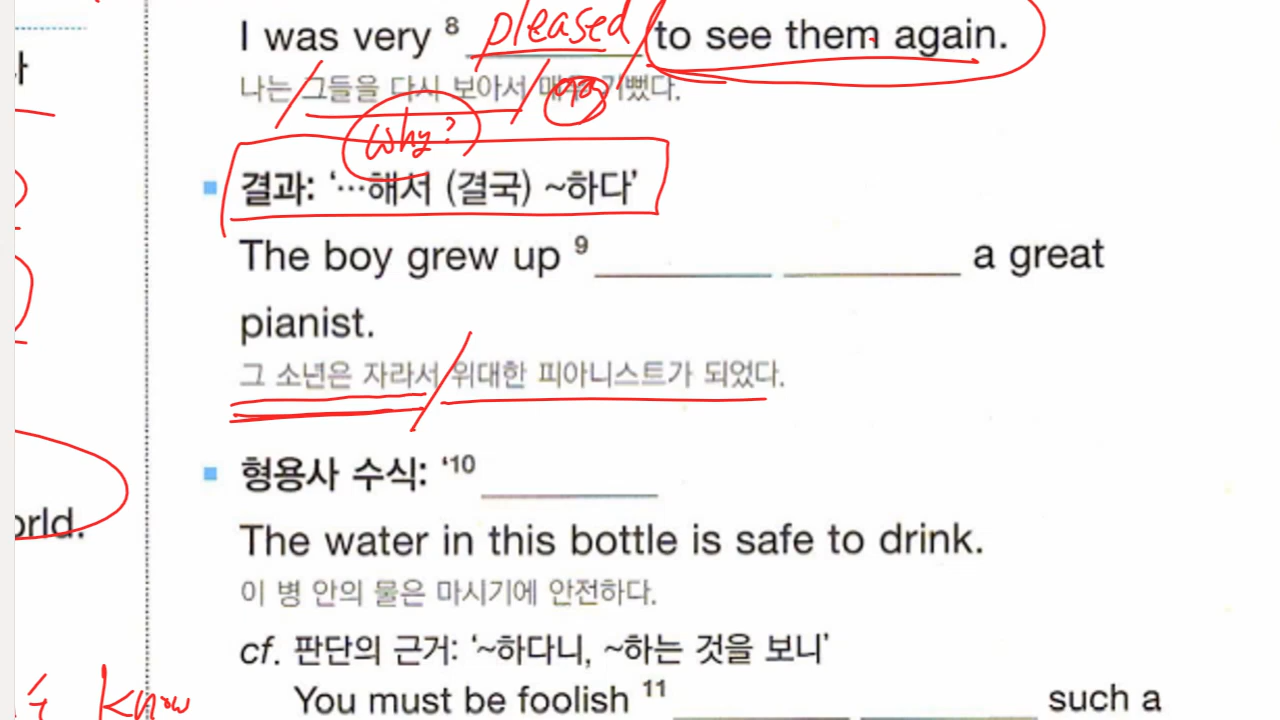 I was very 8 pleased to see them again.
나는 그들을 다시 보아서 매우 기뻤다.
why?
결과: ‘…해서 (결국) ~하다’
The boy grew up 9 a great
pianist.
그 소년은 자라서 위대한 피아니스트가 되었다.
형용사 수식: ‘10
orld.
The water in this bottle is safe to drink.
이 병 안의 물은 마시기에 안전하다.
cf. 판단의 근거: ‘~하다니, ~하는 것을 보니’
know
You must be foolish 11 such a